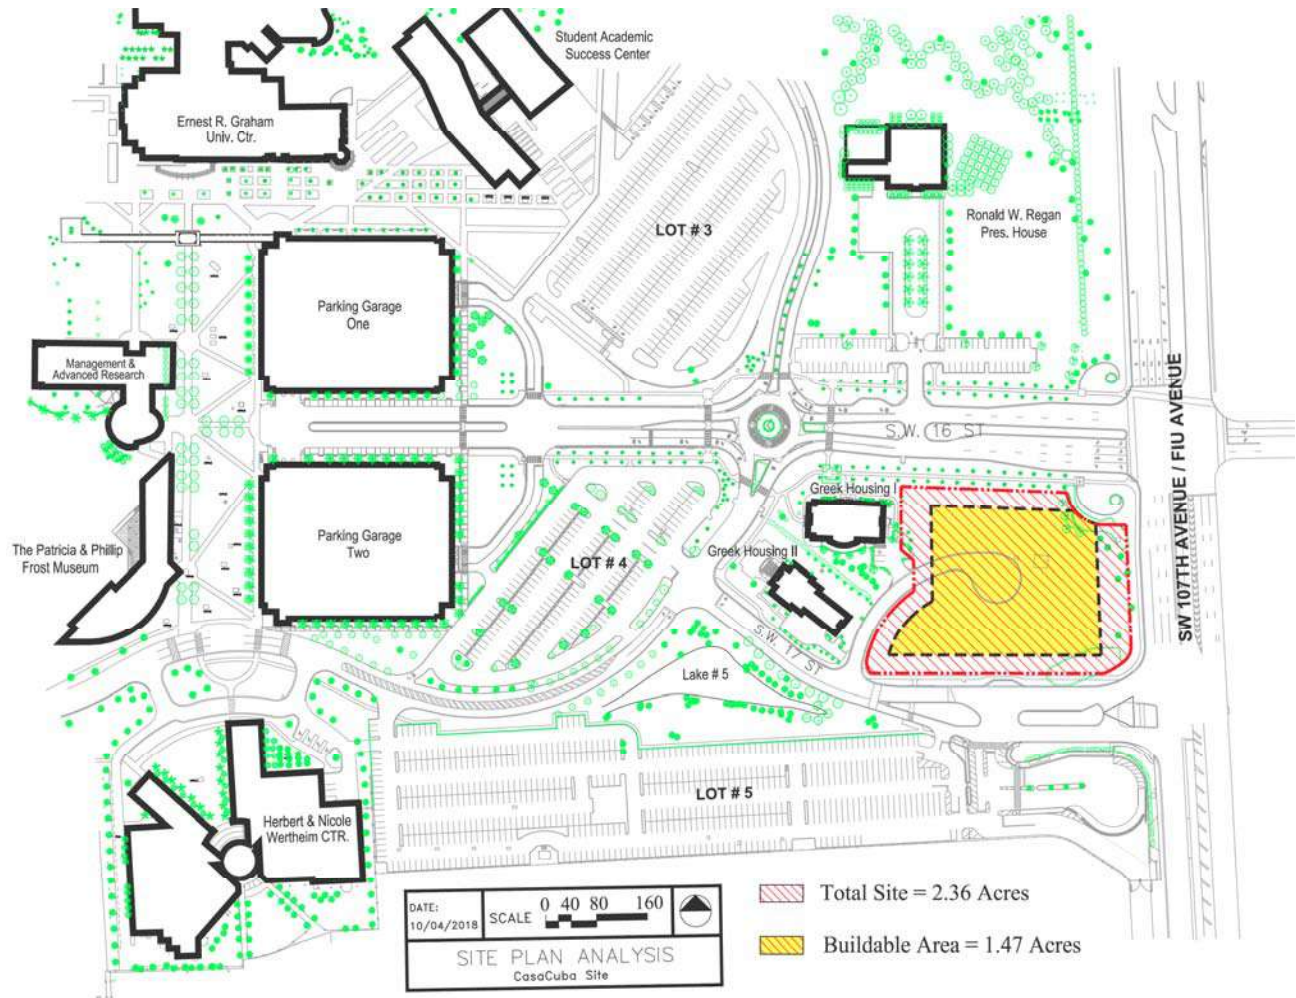 Student Academic
Success Center
Ernest R. Graham
Univ. Ctr.
LOT # 3
Ronald W. Regan
Pres. House
Parking Garage
One
Management &
Advanced Research
SW 107TH AVENUE / FIU AVENUE
S.W. 16 ST
Greek Housing I
Parking Garage
Two
The Patricia & Phillip
Frost Museum
LOT # 4
Greek Housing II
S.W. 17 ST
Lake # 5
LOT # 5
Herbert & Nicole
Wertheim CTR.
DATE:
10/04/2018
SCALE
0 40 80 160
SITE PLAN ANALYSIS
CasaCuba Site
Total Site = 2.36 Acres
Buildable Area = 1.47 Acres